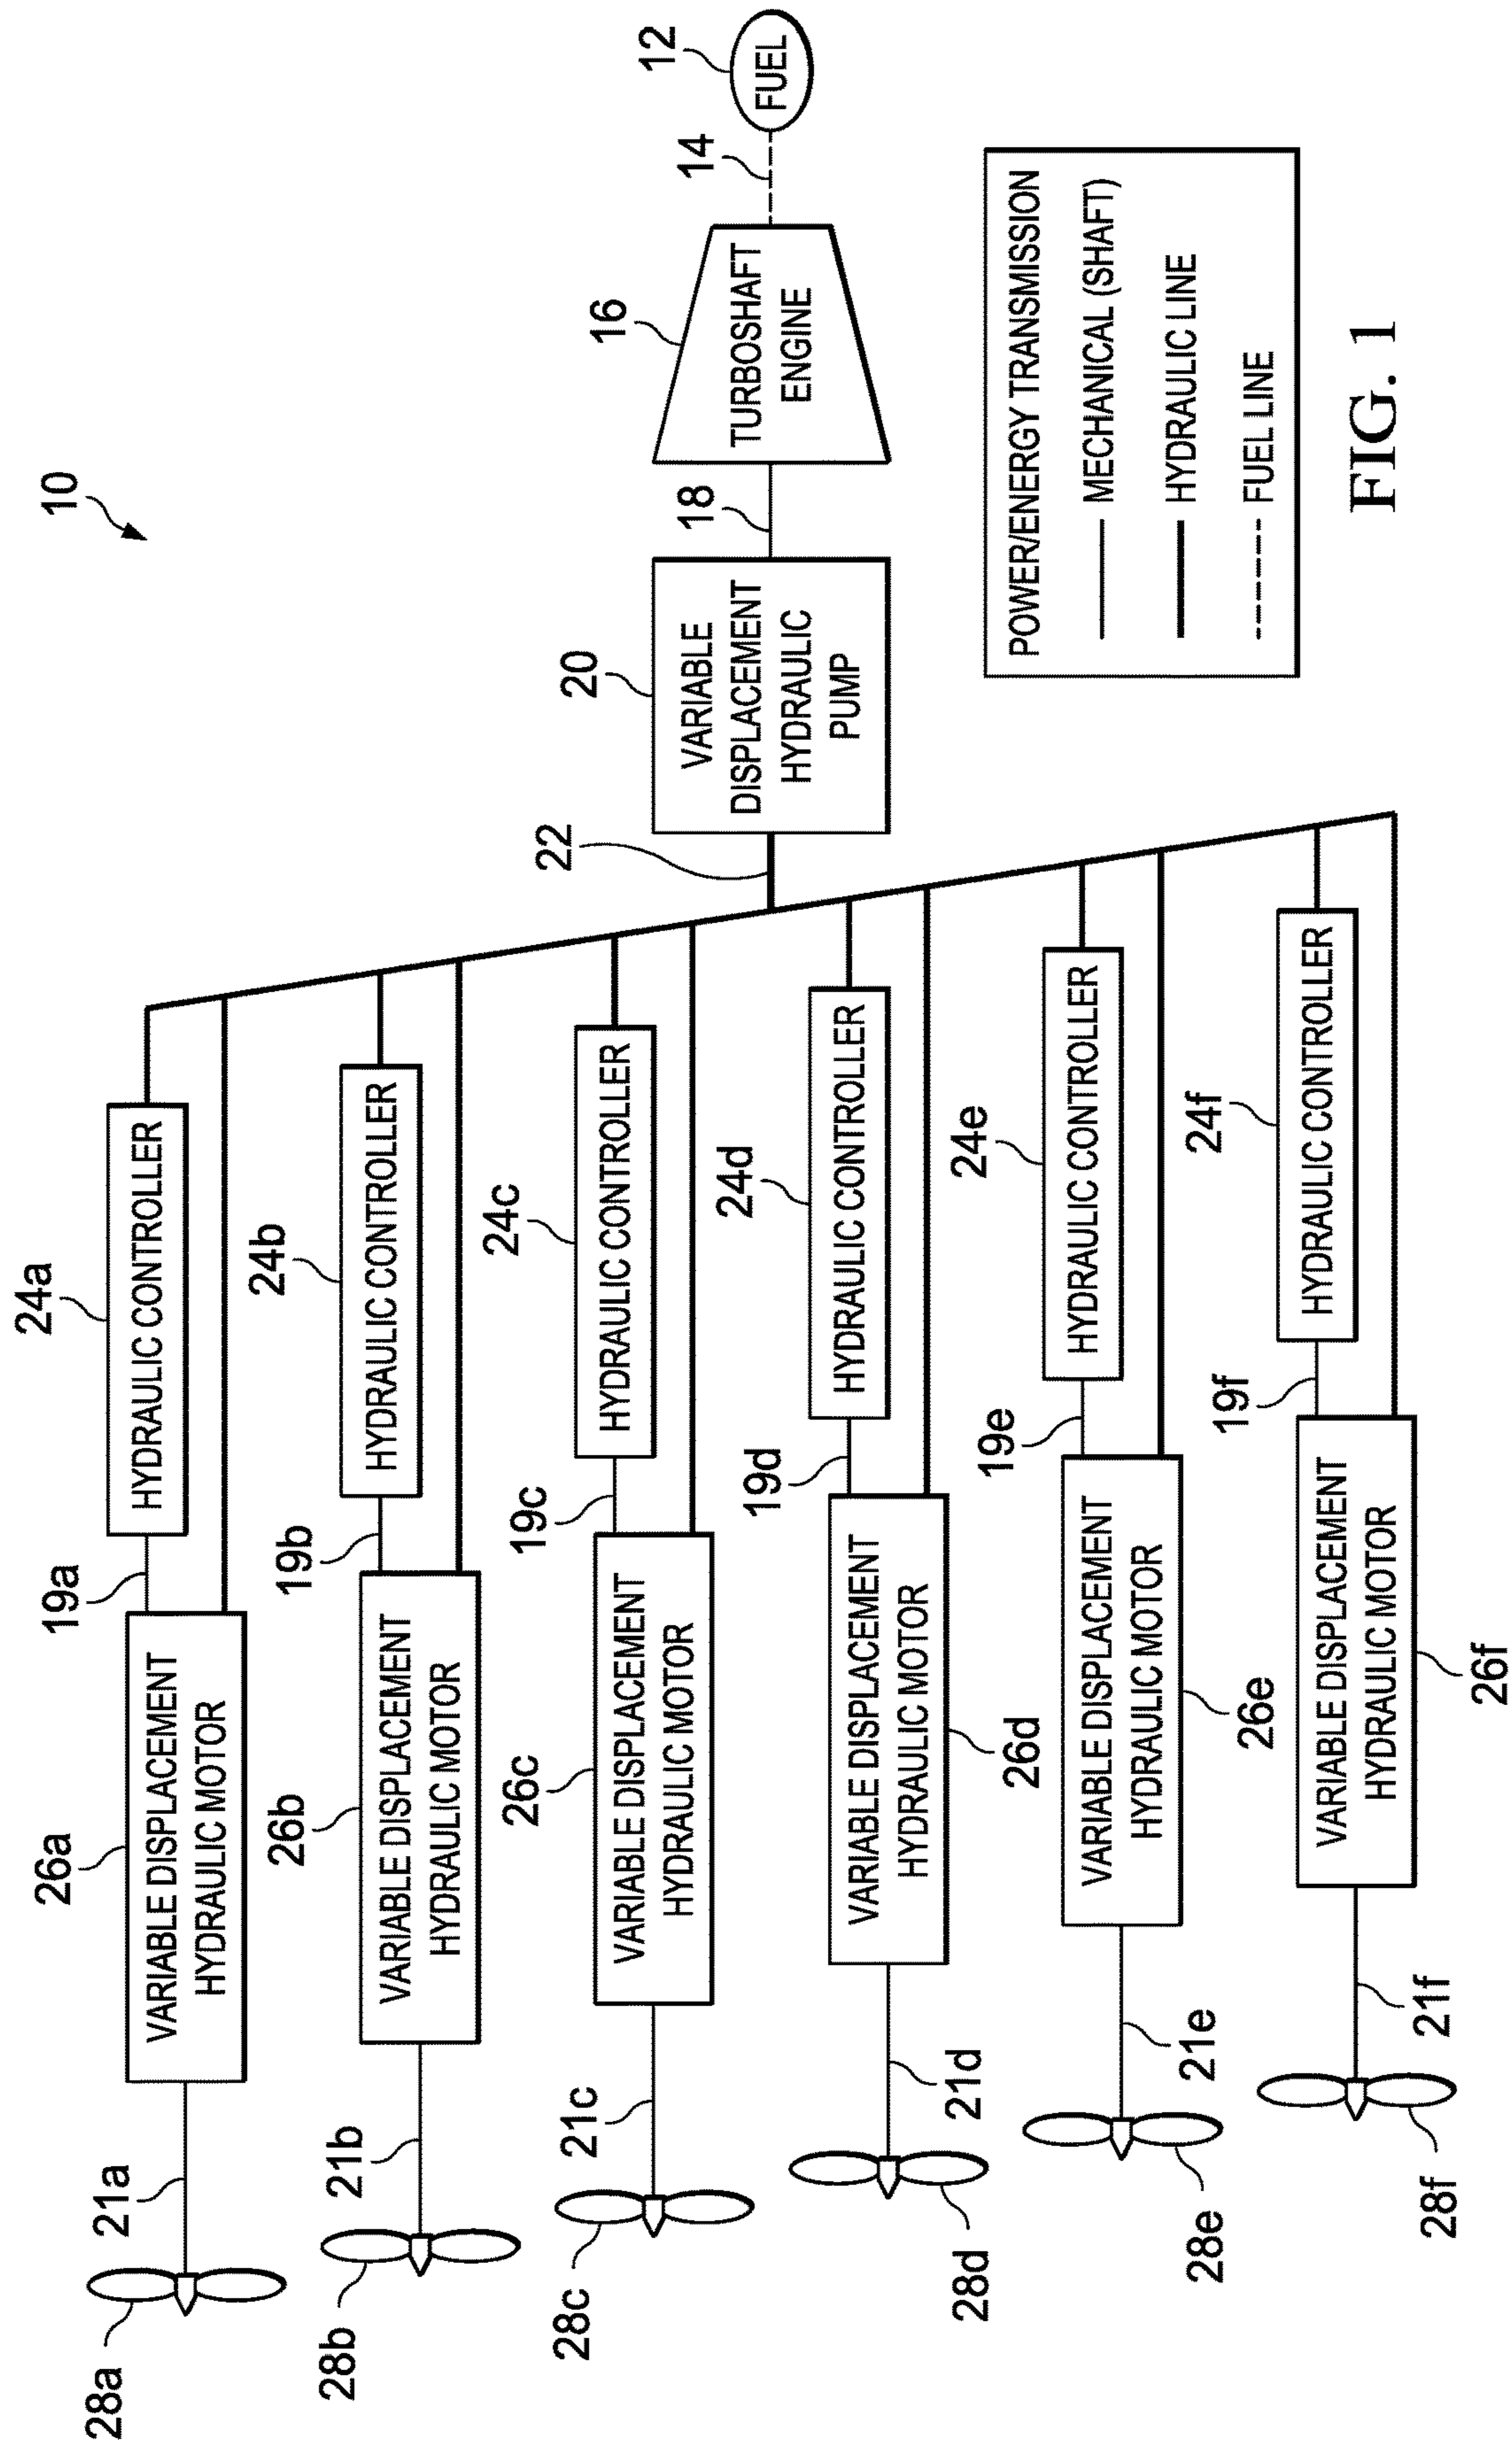 10
28a
21a
26a
VARIABLE DISPLACEMENT
HYDRAULIC MOTOR
19a
24a
HYDRAULIC CONTROLLER
28b
21b
26b
VARIABLE DISPLACEMENT
HYDRAULIC MOTOR
19b
24b
HYDRAULIC CONTROLLER
28c
21c
26c
VARIABLE DISPLACEMENT
HYDRAULIC MOTOR
19c
24c
HYDRAULIC CONTROLLER
22
20
VARIABLE
DISPLACEMENT
HYDRAULIC
PUMP
18
16
TURBOSHAFT
ENGINE
14
12
FUEL
28d
21d
26d
VARIABLE DISPLACEMENT
HYDRAULIC MOTOR
19d
24d
HYDRAULIC CONTROLLER
28e
21e
26e
VARIABLE DISPLACEMENT
HYDRAULIC MOTOR
19e
24e
HYDRAULIC CONTROLLER
28f
21f
26f
VARIABLE DISPLACEMENT
HYDRAULIC MOTOR
19f
24f
HYDRAULIC CONTROLLER
POWER/ENERGY TRANSMISSION
MECHANICAL (SHAFT)
HYDRAULIC LINE
FUEL LINE
FIG. 1